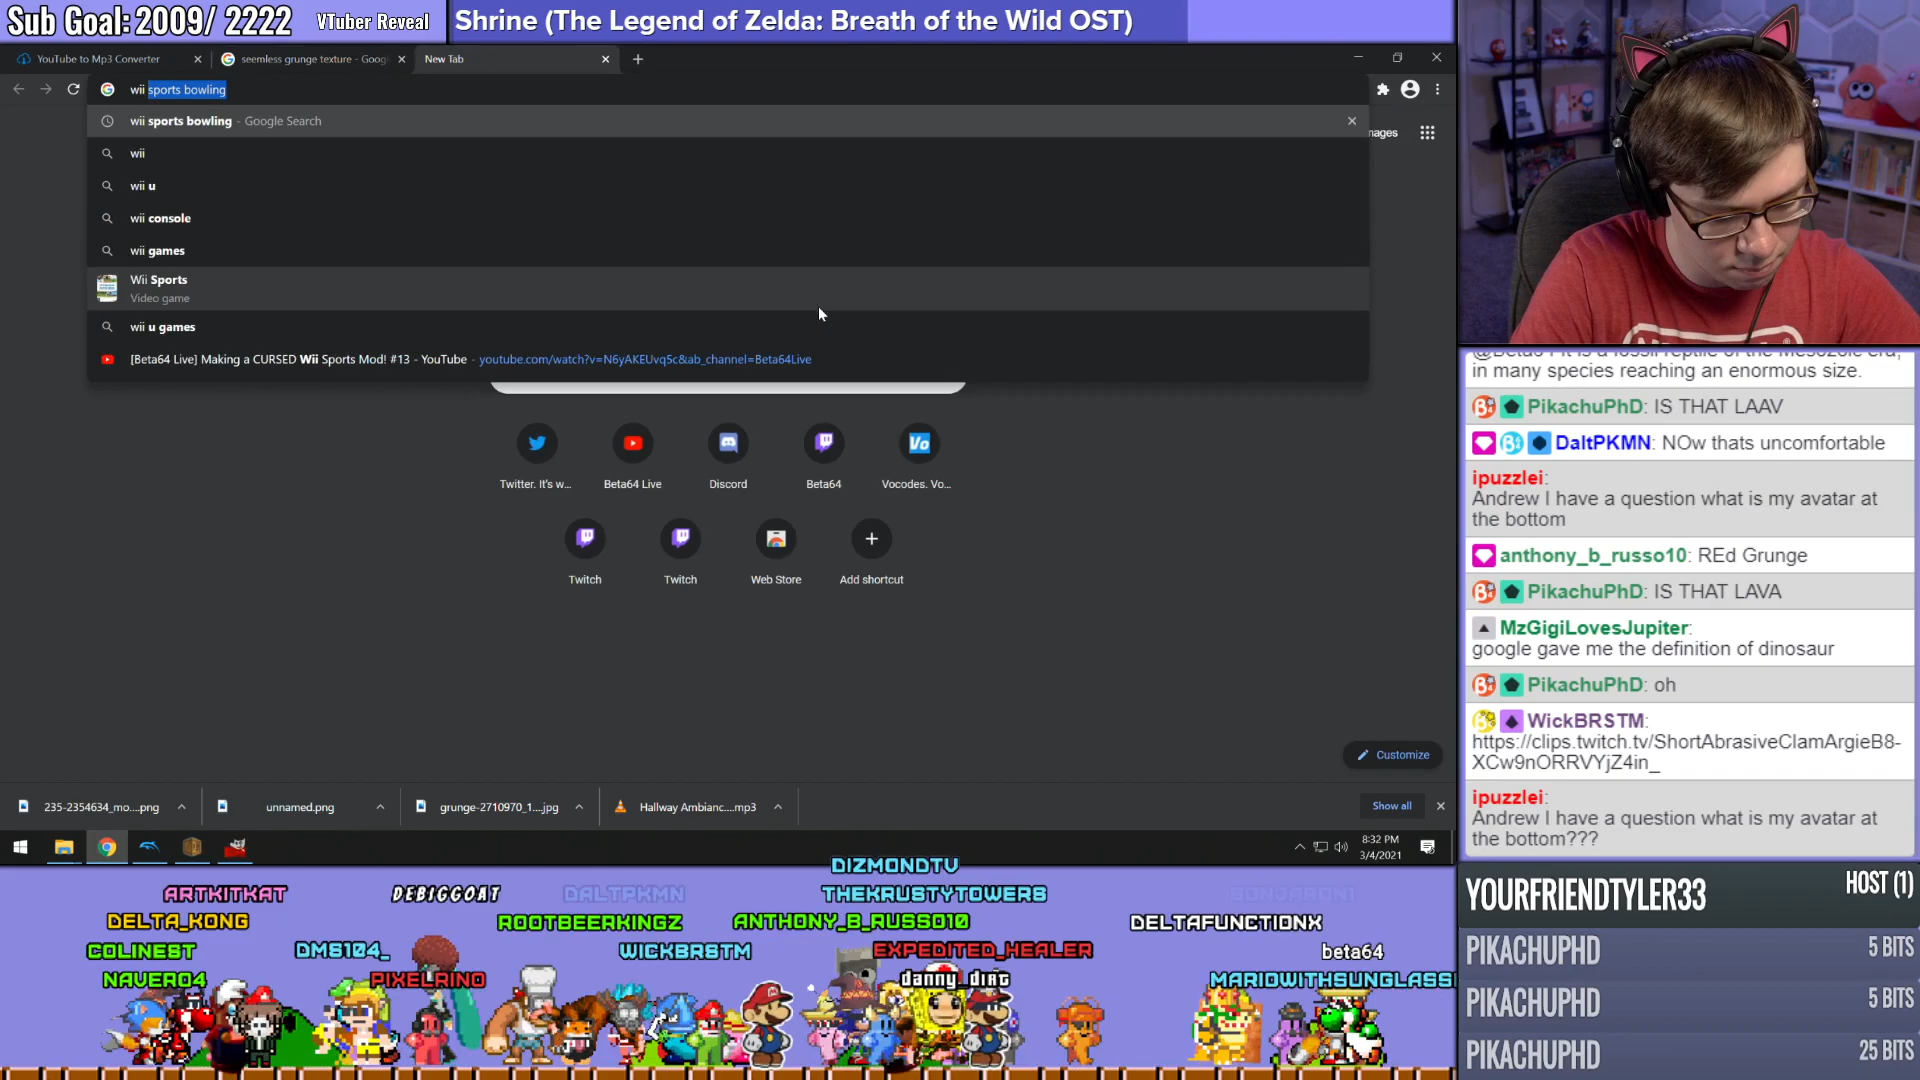 Sub Goal: 2009/ 2222
VTuber Reveal
Shrine (The Legend of Zelda: Breath of the Wild OST)
YouTube to Mp3 Converter
seemless grunge texture - Goog
New Tab
wii sports bowling
wii sports bowling - Google Search
wii
wii u
wii console
wii games
Wii Sports
Video game
wii u games
[Beta64 Live] Making a CURSED Wii Sports Mod! #13 - YouTube - youtube.com/watch?v=N6yAKEUvq5c&ab_channel=Beta64Live
Twitter. It's w...
Beta64 Live
Discord
Beta64
Vocodes. Vo...
Twitch
Twitch
Web Store
Add shortcut
Customize
235-2354634_mo....png
unnamed.png
grunge-2710970_1....jpg
Hallway Ambianc....mp3
Show all
8:32 PM
3/4/2021
in many species reaching an enormous size.
PikachuPhD: IS THAT LAAV
DaltPKMN: NOw thats uncomfortable
ipuzzlei:
Andrew I have a question what is my avatar at
the bottom
anthony_b_russo10: REd Grunge
PikachuPhD: IS THAT LAVA
MzGigiLovesJupiter:
google gave me the definition of dinosaur
PikachuPhD: oh
WickBRSTM:
https://clips.twitch.tv/ShortAbrasiveClamArgieB8-
XCw9nORRVYjZ4in_
ipuzzlei:
Andrew I have a question what is my avatar at
the bottom???
YOURFRIENDTYLER33 HOST (1)
PIKACHUPHD 5 BITS
PIKACHUPHD 5 BITS
PIKACHUPHD 25 BITS
DIZMONDTV
ARTKITKAT
DEBIGGOAT
DALTPKMN
THEKRUSTYTOWERS
DELTA_KONG
ROOTBEERKINGZ
ANTHONY_B_RUSSO10
DELTAFUNCTIONX
COLINEST
DMS104_
WICKBRSTM
EXPEDITED_HEALER
beta64
NAVERO4
PIXELRINO
danny_dirt
MARIOWITHSUNGLASS